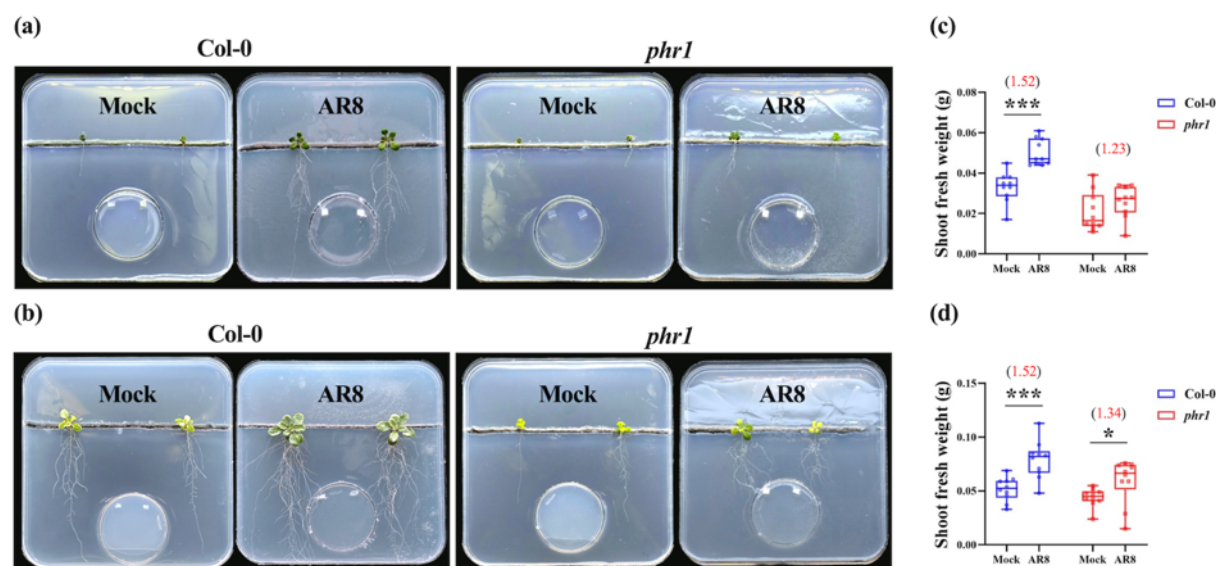 (a)
Col-0
phr1
Mock
AR8
Mock
AR8
(b)
Col-0
phr1
Mock
AR8
Mock
AR8
(c)
Shoot fresh weight (g)
0.08
0.06
0.04
0.02
0.00
(1.52)
***
(1.23)
Mock
AR8
Mock
AR8
Col-0
phr1
(d)
Shoot fresh weight (g)
0.15
0.10
0.05
0.00
(1.52)
***
(1.34)
*
Mock
AR8
Mock
AR8
Col-0
phr1